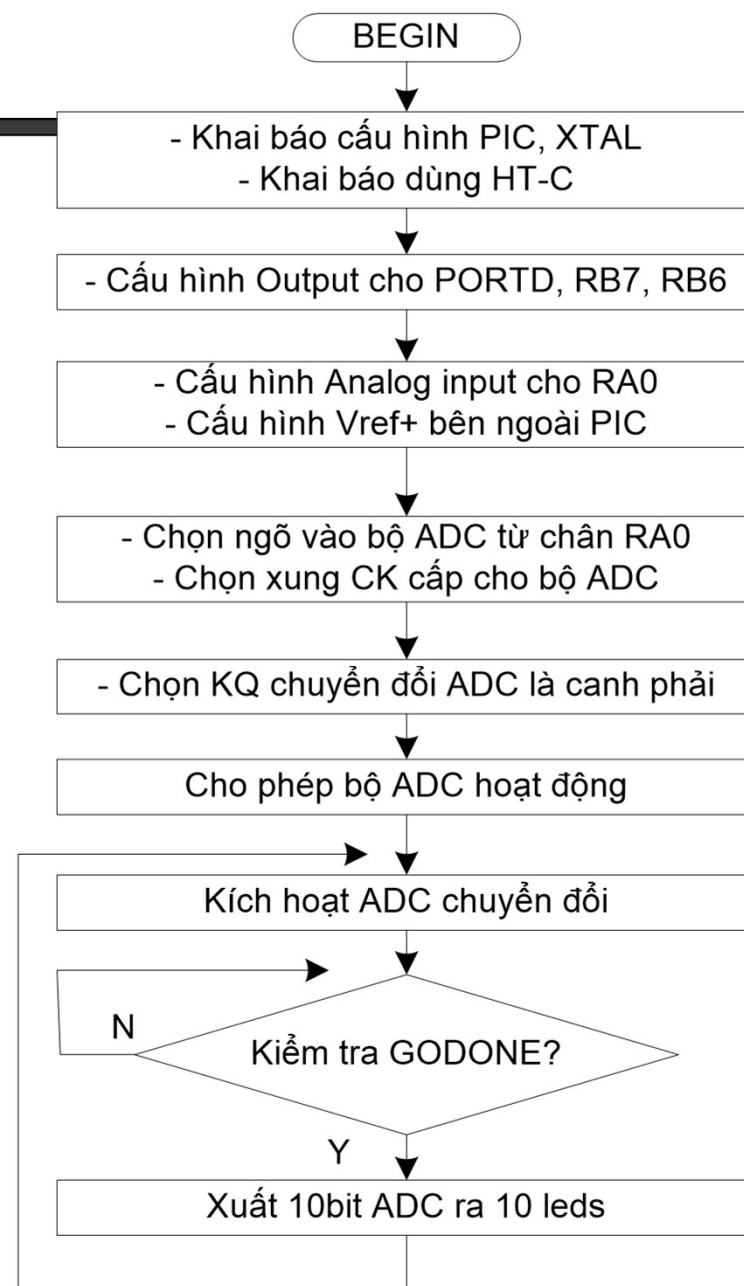 BEGIN
- Khai báo cấu hình PIC, XTAL
- Khai báo dùng HT-C
- Cấu hình Output cho PORTD, RB7, RB6
- Cấu hình Analog input cho RA0
- Cấu hình Vref+ bên ngoài PIC
- Chọn ngõ vào bộ ADC từ chân RA0
- Chọn xung CK cấp cho bộ ADC
- Chọn KQ chuyển đổi ADC là canh phải
Cho phép bộ ADC hoạt động
Kích hoạt ADC chuyển đổi
N
Kiểm tra GODONE?
Y
Xuất 10bit ADC ra 10 leds